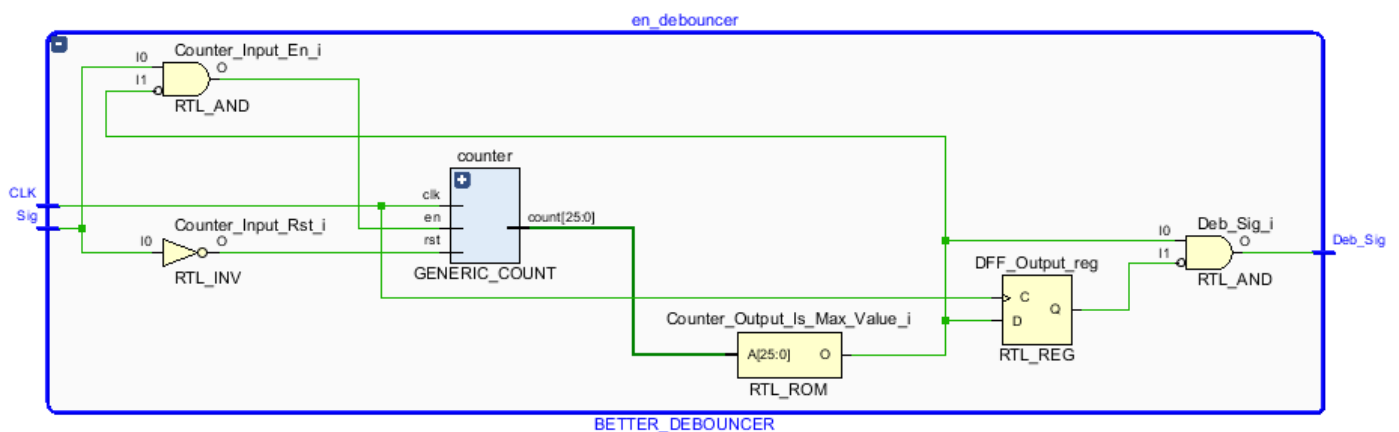 en_debouncer
Counter_Input_En_i
I0
O
I1
RTL_AND
counter
CLK
clk
Sig
en
count[25:0]
Counter_Input_Rst_i
rst
I0
O
GENERIC_COUNT
RTL_INV
Deb_Sig_i
I0
O
Deb_Sig
I1
RTL_AND
DFF_Output_reg
C
Q
D
RTL_REG
Counter_Output_Is_Max_Value_i
A[25:0]
O
RTL_ROM
BETTER_DEBOUNCER